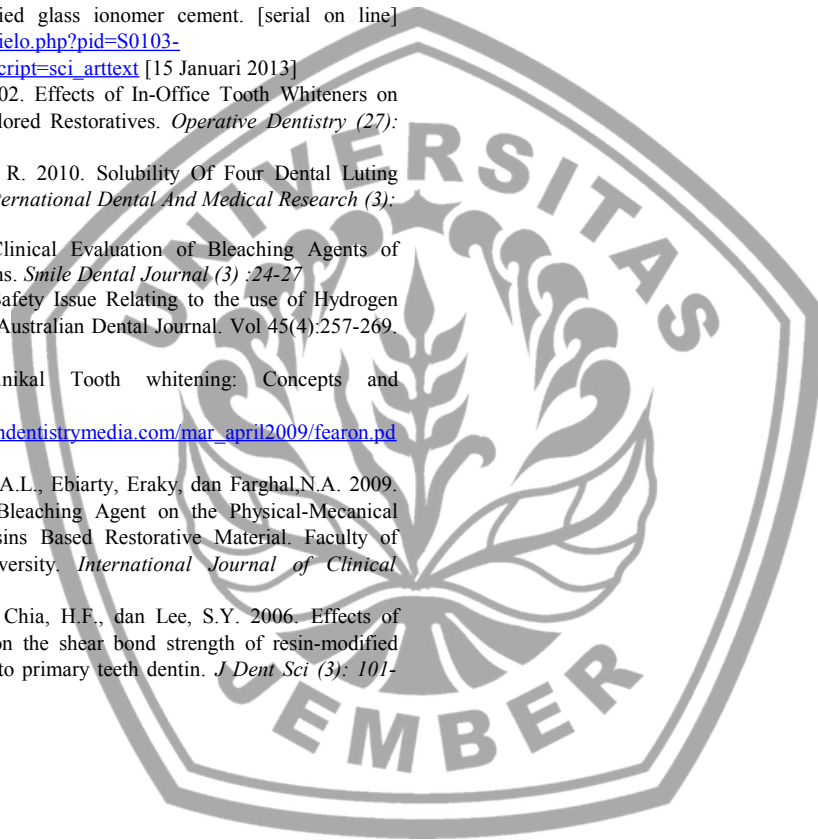 ied glass ionomer cement. [serial on line]
ielo.php?pid=S0103-
cript=sci_arttext [15 Januari 2013]
02. Effects of In-Office Tooth Whiteners on
lored Restoratives. Operative Dentistry (27):
R. 2010. Solubility Of Four Dental Luting
ternational Dental And Medical Research (3):
Clinical Evaluation of Bleaching Agents of
ns. Smile Dental Journal (3) :24-27
Safety Issue Relating to the use of Hydrogen
Australian Dental Journal. Vol 45(4):257-269.
inikal Tooth whitening: Concepts and
ndentistrymedia.com/mar_april2009/fearon.pd
A.L., Ebiarty, Eraky, dan Farghal,N.A. 2009.
Bleaching Agent on the Physical-Mecanical
sins Based Restorative Material. Faculty of
versity. International Journal of Clinical
Chia, H.F., dan Lee, S.Y. 2006. Effects of
on the shear bond strength of resin-modified
to primary teeth dentin. J Dent Sci (3): 101-
UNIVERSITAS
JEMBER